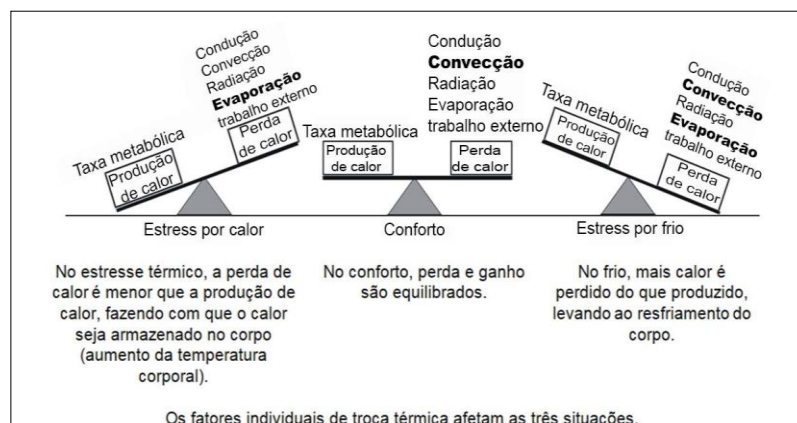 Condução
Convecção
Radiação
Evaporação
trabalho externo
Taxa metabólica
Produção
de calor
Perda
de calor
Estress por calor
No estresse térmico, a perda de
calor é menor que a produção de
calor, fazendo com que o calor
seja armazenado no corpo
(aumento da temperatura
corporal).
Condução
Convecção
Radiação
Evaporação
trabalho externo
Taxa metabólica
Produção
de calor
Perda
de calor
Conforto
No conforto, perda e ganho
são equilibrados.
Condução
Convecção
Radiação
Evaporação
trabalho externo
Taxa metabólica
Produção
de calor
Perda
de calor
Estress por frio
No frio, mais calor é
perdido do que produzido,
levando ao resfriamento do
corpo.
Os fatores individuais de troca térmica afetam as três situações.